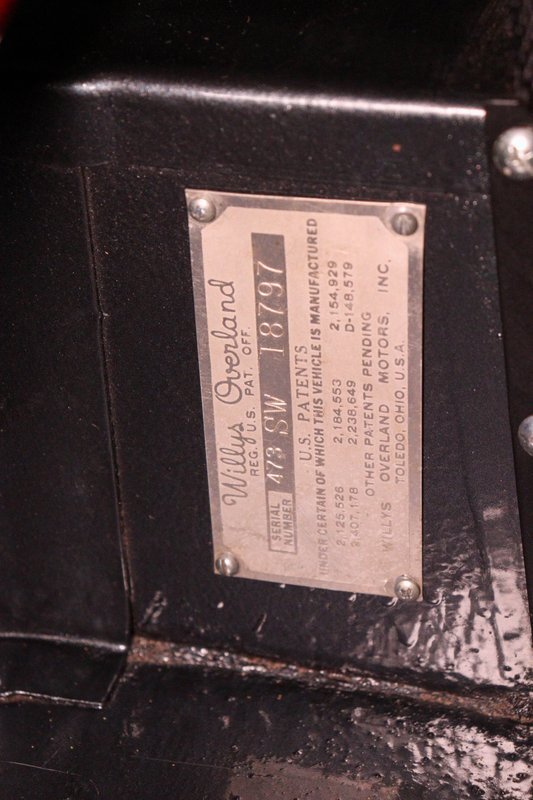 Willys Overland
REG. U.S. PAT. OFF.
SERIAL NUMBER 473 SW 18797
U.S. PATENTS
UNDER CERTAIN OF WHICH THIS VEHICLE IS MANUFACTURED
2,125,526 2,184,553 2,154,929
2,407,178 2,238,649 D-148,579
OTHER PATENTS PENDING
WILLYS OVERLAND MOTORS, INC.
TOLEDO, OHIO, U.S.A.